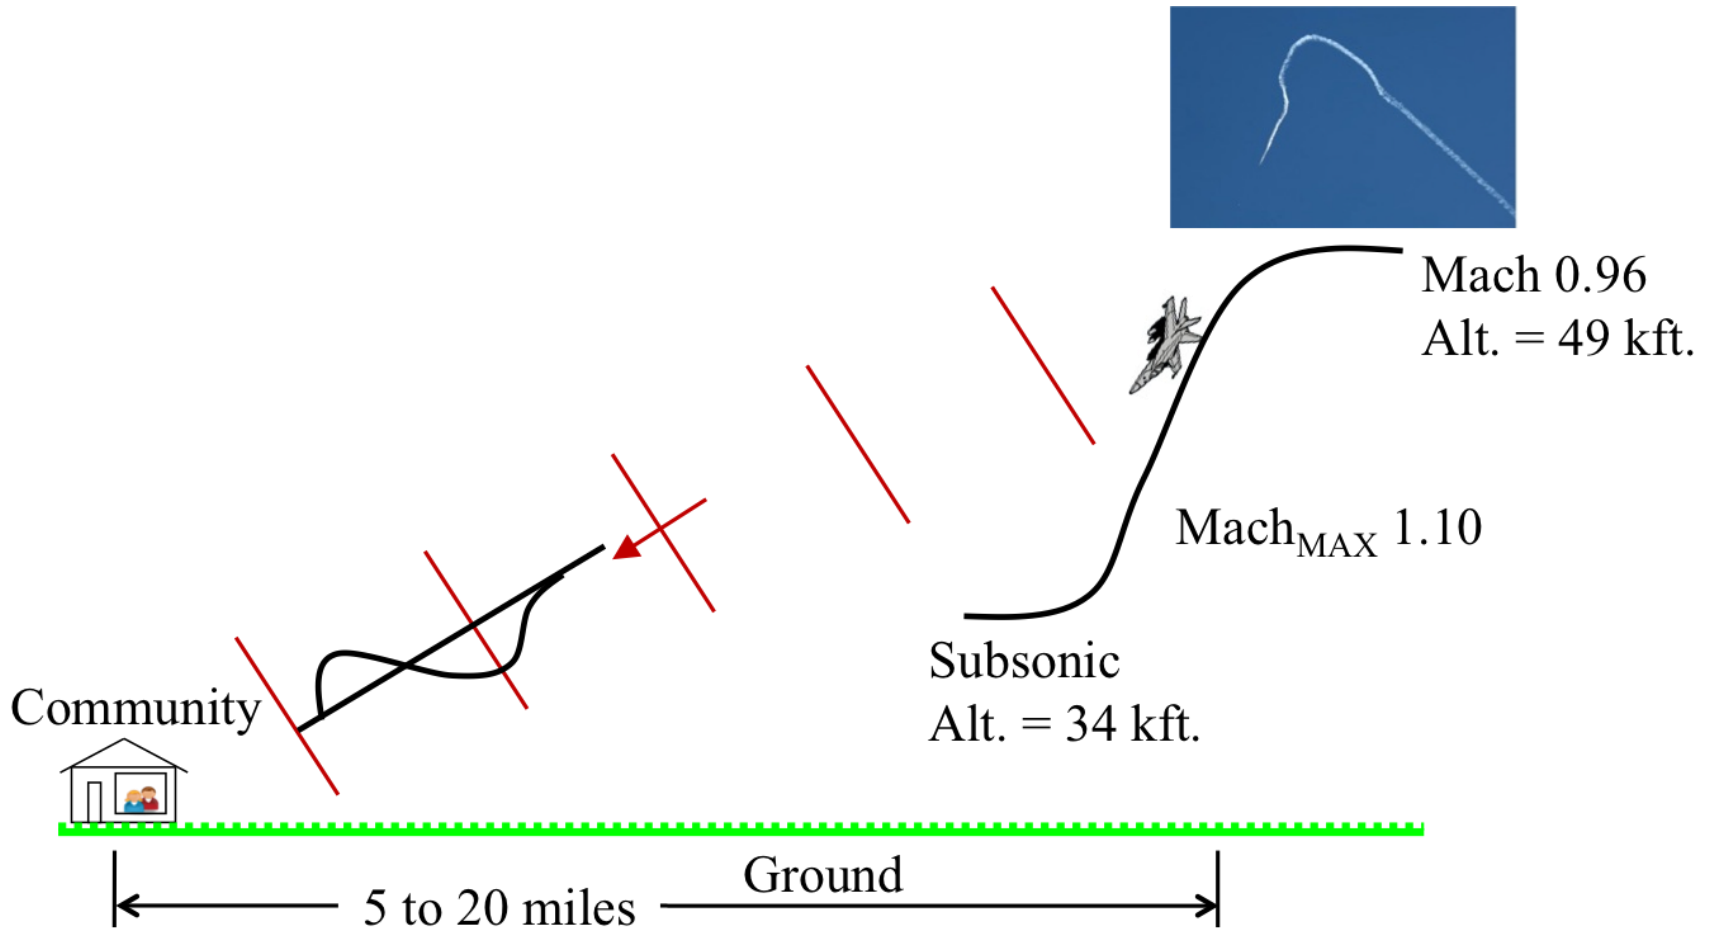 Mach 0.96
Alt. = 49 kft.
MachMAX 1.10
Subsonic
Alt. = 34 kft.
Community
Ground
5 to 20 miles